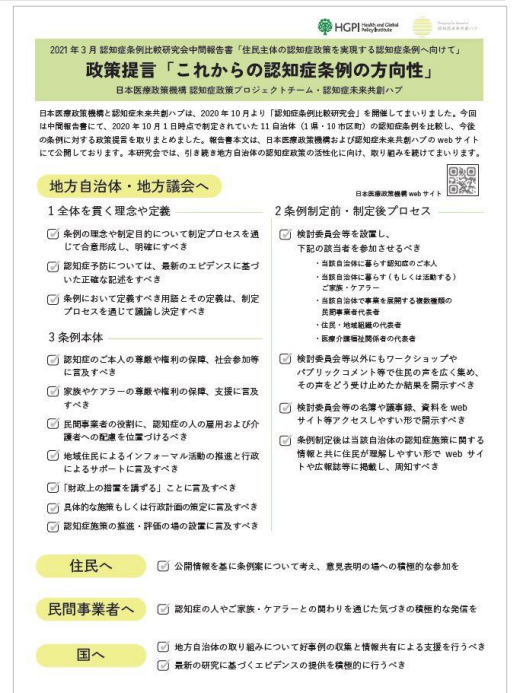 HGPI Health and Global Policy Institute
2021 年 3 月 認知症条例比較研究会中間報告書「住民主体の認知症政策を実現する認知症条例へ向けて」
政策提言「これからの認知症条例の方向性」
日本医療政策機構 認知症政策プロジェクトチーム・認知症未来共創ハブ
日本医療政策機構と認知症未来共創ハブは、2020 年 10 月より「認知症条例比較研究会」を開催してまいりました。今回
は中間報告書にて、2020 年 10 月 1 日時点で制定されていた 11 自治体（1 県・10 市区町）の認知症条例を比較し、今後
の条例に対する政策提言を取りまとめました。報告書本文は、日本医療政策機構および認知症未来共創ハブの web サイト
にて公開しております。本研究会では、引き続き地方自治体の認知症政策の活性化に向け、取り組みを続けてまいります。
地方自治体・地方議会へ
日本医療政策機構 web サイト
1 全体を貫く理念や定義
条例の理念や制定目的について制定プロセスを通
じて合意形成し、明確にすべき
認知症予防については、最新のエビデンスに基づ
いた正確な記述をすべき
条例において定義すべき用語とその定義は、制定
プロセスを通じて議論し決定すべき
3 条例本体
認知症のご本人の尊厳や権利の保障、社会参加等
に言及すべき
家族やケアラーの尊厳や権利の保障、支援に言及
すべき
民間事業者の役割に、認知症の人の雇用および介
護者への配慮を位置づけるべき
地域住民によるインフォーマル活動の推進と行政
によるサポートに言及すべき
「財政上の措置を講ずる」ことに言及すべき
具体的な施策もしくは行政計画の策定に言及すべき
認知症施策の推進・評価の場の設置に言及すべき
2 条例制定前・制定後プロセス
検討委員会等を設置し、
下記の該当者を参加させるべき
・当該自治体に暮らす認知症のご本人
・当該自治体に暮らす（もしくは活動する）
ご家族・ケアラー
・当該自治体で事業を展開する複数種類の
民間事業者代表者
・住民・地域組織の代表者
・医療介護福祉関係者の代表者
検討委員会等以外にもワークショップや
パブリックコメント等で住民の声を広く集め、
その声をどう受け止めたか結果を開示すべき
検討委員会等の名簿や議事録、資料を web
サイト等アクセスしやすい形で開示すべき
条例制定後は当該自治体の認知症施策に関する
情報と共に住民が理解しやすい形で web サイ
トや広報誌等に掲載し、周知すべき
住民へ
公開情報を基に条例案について考え、意見表明の場への積極的な参加を
民間事業者へ
認知症の人やご家族・ケアラーとの関わりを通じた気づきの積極的な発信を
国へ
地方自治体の取り組みについて好事例の収集と情報共有による支援を行うべき
最新の研究に基づくエビデンスの提供を積極的に行うべき